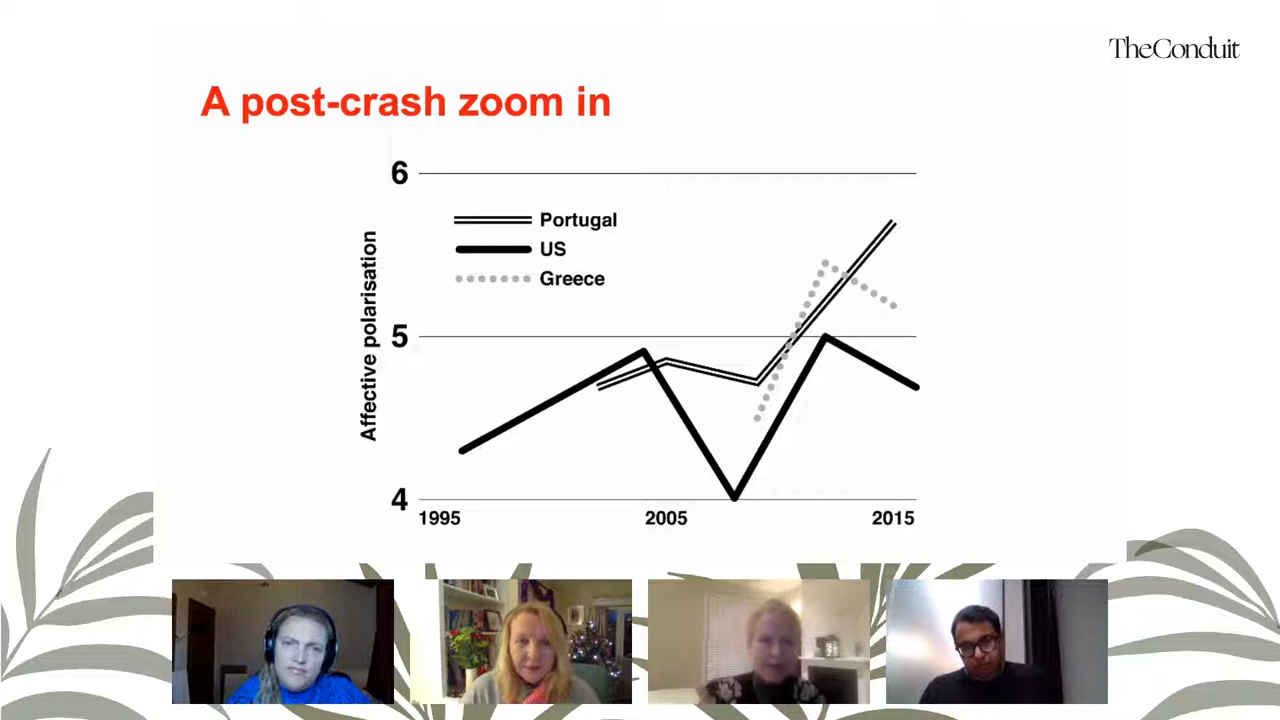 TheConduit
A post-crash zoom in
6
Portugal
US
Greece
Affective polarisation
5
4
1995 2005 2015